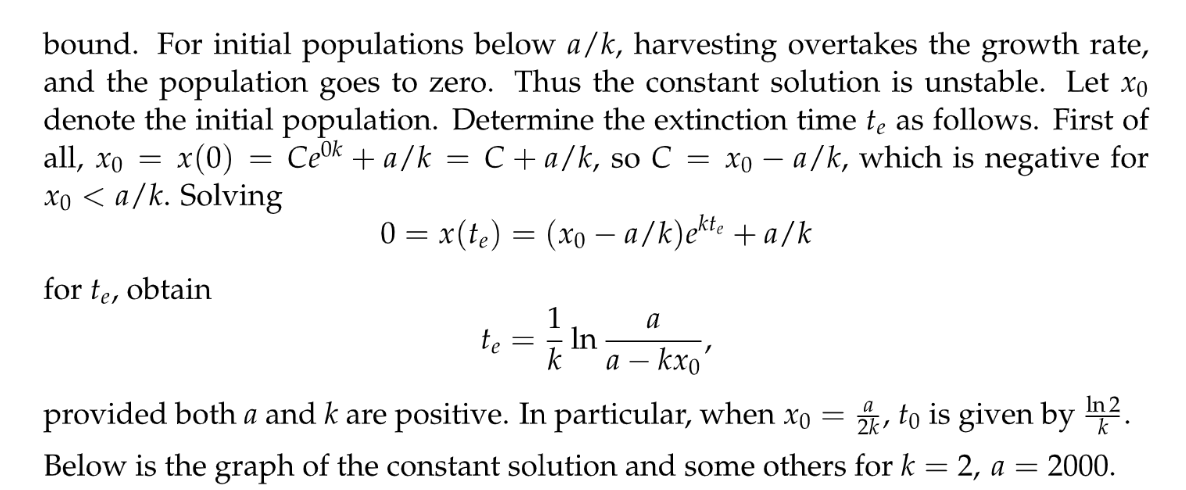 bound. For initial populations below a/k, harvesting overtakes the growth rate,
and the population goes to zero. Thus the constant solution is unstable. Let x₀
denote the initial population. Determine the extinction time tₑ as follows. First of
all, x₀ = x(0) = Ce^{0k} + a/k = C + a/k, so C = x₀ − a/k, which is negative for
x₀ < a/k. Solving
0 = x(tₑ) = (x₀ − a/k)e^{ktₑ} + a/k
for tₑ, obtain
tₑ = \frac{1}{k} ln \frac{a}{a − kx₀},
provided both a and k are positive. In particular, when x₀ = \frac{a}{2k}, t₀ is given by \frac{ln 2}{k}.
Below is the graph of the constant solution and some others for k = 2, a = 2000.